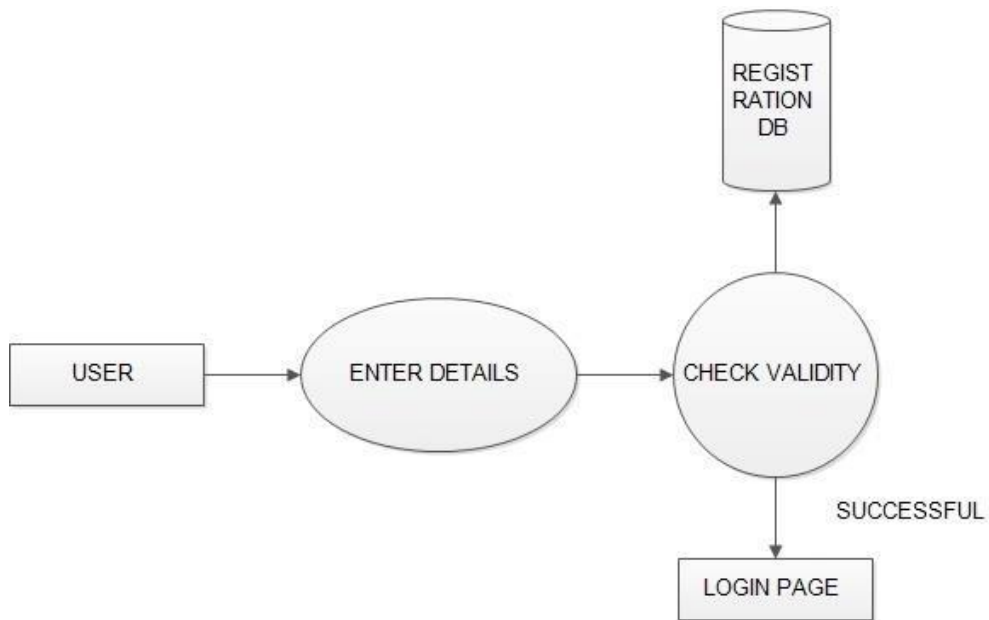 REGIST
RATION
DB
USER
ENTER DETAILS
CHECK VALIDITY
SUCCESSFUL
LOGIN PAGE